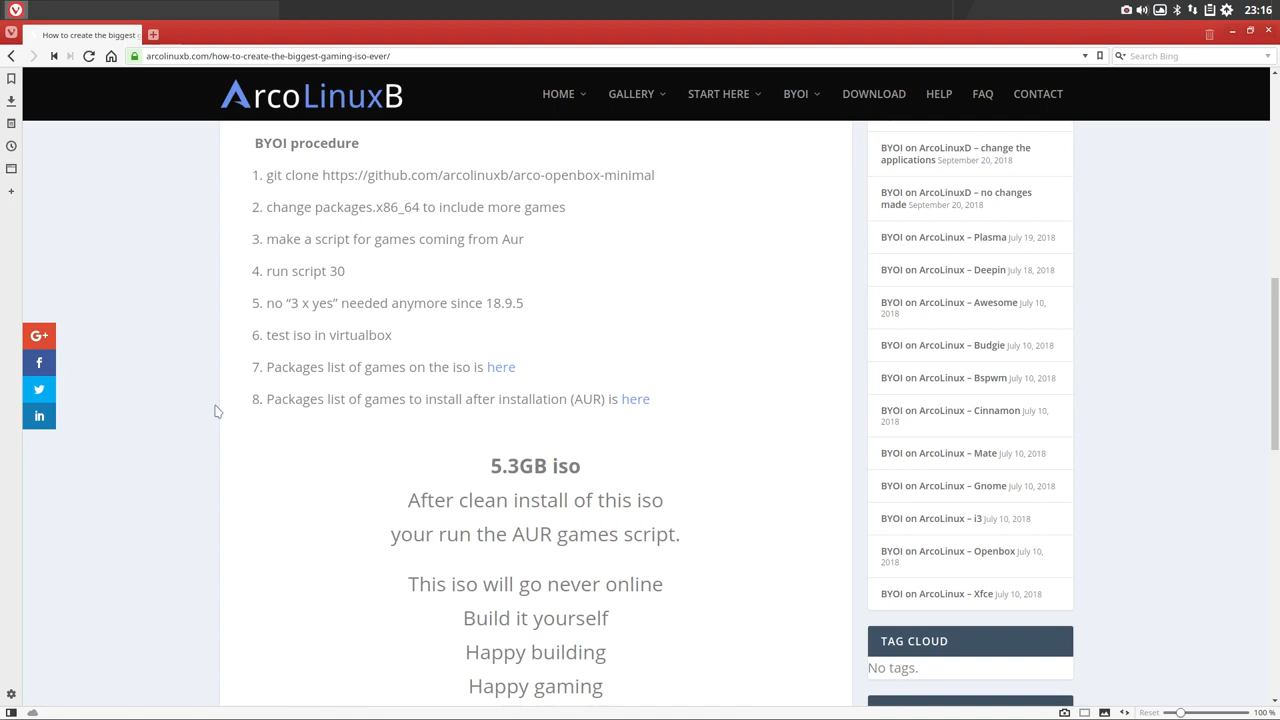 23:16
How to create the biggest g
arcolinuxb.com/how-to-create-the-biggest-gaming-iso-ever/
Search Bing
ArcoLinuxB
HOME
GALLERY
START HERE
BYOI
DOWNLOAD
HELP
FAQ
CONTACT
BYOI procedure
1. git clone https://github.com/arcolinuxb/arco-openbox-minimal
2. change packages.x86_64 to include more games
3. make a script for games coming from Aur
4. run script 30
5. no “3 x yes” needed anymore since 18.9.5
6. test iso in virtualbox
7. Packages list of games on the iso is here
8. Packages list of games to install after installation (AUR) is here
5.3GB iso
After clean install of this iso
your run the AUR games script.
This iso will go never online
Build it yourself
Happy building
Happy gaming
BYOI on ArcoLinuxD – change the
applications September 20, 2018
BYOI on ArcoLinuxD – no changes
made September 20, 2018
BYOI on ArcoLinux – Plasma July 19, 2018
BYOI on ArcoLinux – Deepin July 18, 2018
BYOI on ArcoLinux – Awesome July 10,
2018
BYOI on ArcoLinux – Budgie July 10, 2018
BYOI on ArcoLinux – Bspwm July 10, 2018
BYOI on ArcoLinux – Cinnamon July 10,
2018
BYOI on ArcoLinux – Mate July 10, 2018
BYOI on ArcoLinux – Gnome July 10, 2018
BYOI on ArcoLinux – i3 July 10, 2018
BYOI on ArcoLinux – Openbox July 10,
2018
BYOI on ArcoLinux – Xfce July 10, 2018
TAG CLOUD
No tags.
G+
f
in
Reset
100 %